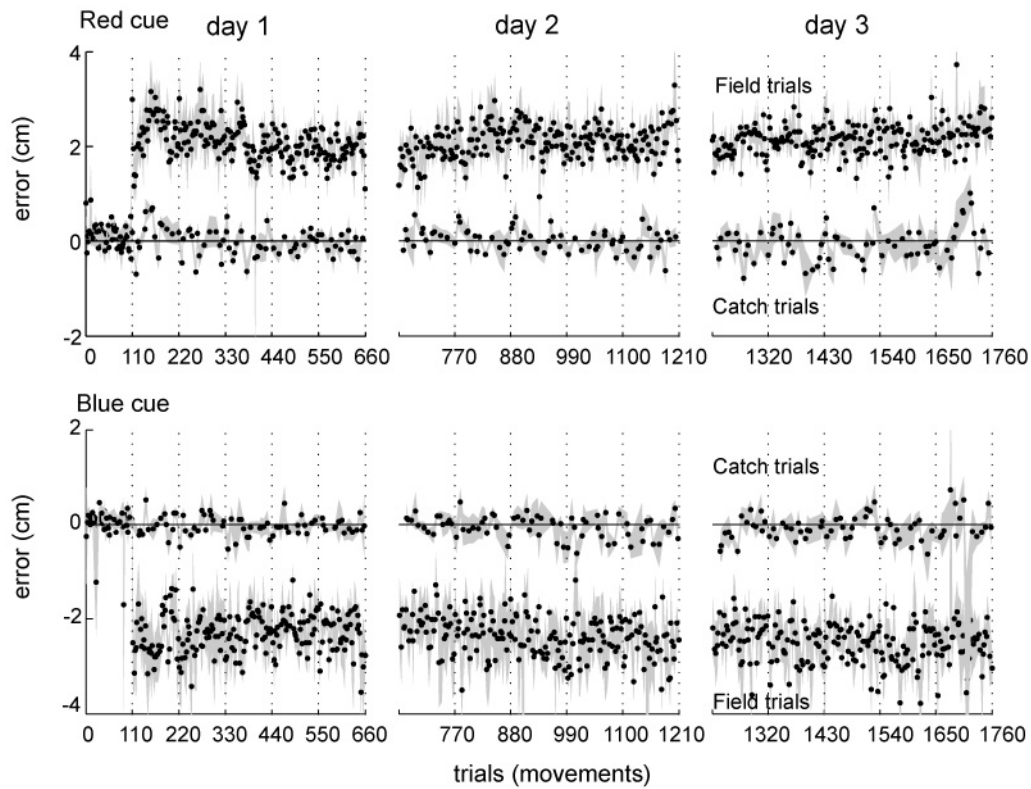 Red cue
day 1 day 2 day 3
4
2
0
-2
error (cm)
Field trials
Catch trials
0 110 220 330 440 550 660 770 880 990 1100 1210 1320 1430 1540 1650 1760
Blue cue
2
0
-2
-4
error (cm)
Catch trials
Field trials
0 110 220 330 440 550 660 770 880 990 1100 1210 1320 1430 1540 1650 1760
trials (movements)